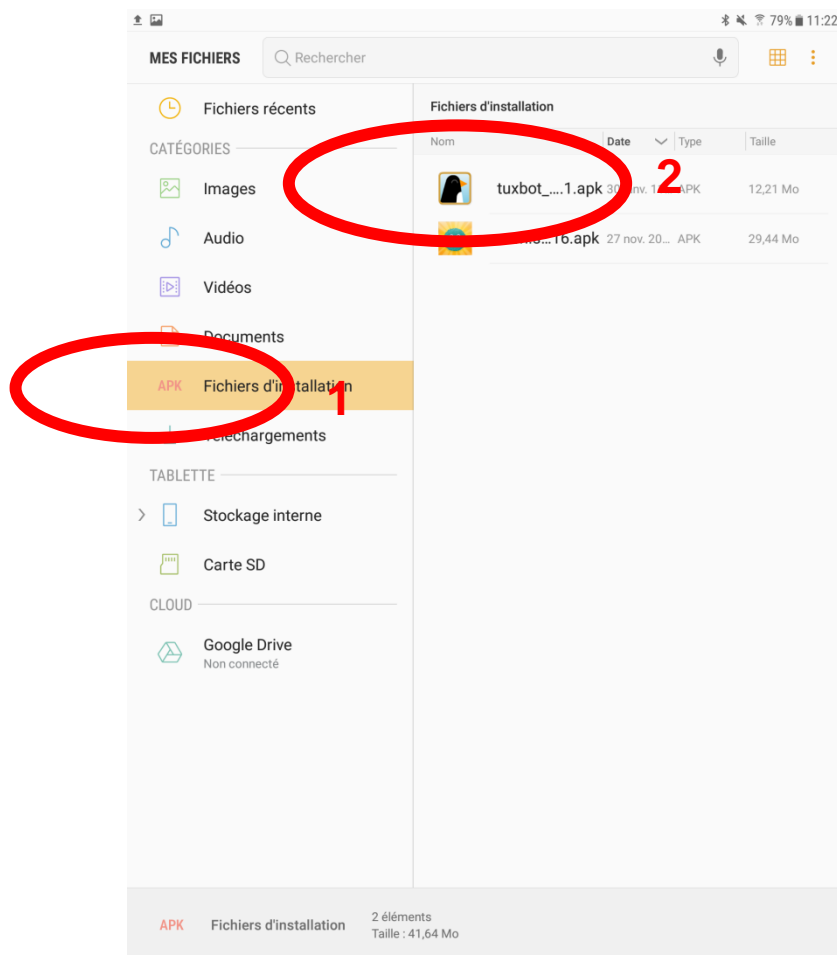 79% 11:22
MES FICHIERS
Rechercher
Fichiers récents
CATÉGORIES
Images
Audio
Vidéos
Documents
APK Fichiers d'installation
1
Téléchargements
TABLETTE
Stockage interne
Carte SD
CLOUD
Google Drive
Non connecté
Fichiers d'installation
Nom Date Type Taille
2
tuxbot_....1.apk APK 12,21 Mo
16.apk 27 nov. 20... APK 29,44 Mo
APK Fichiers d'installation
2 éléments
Taille : 41,64 Mo